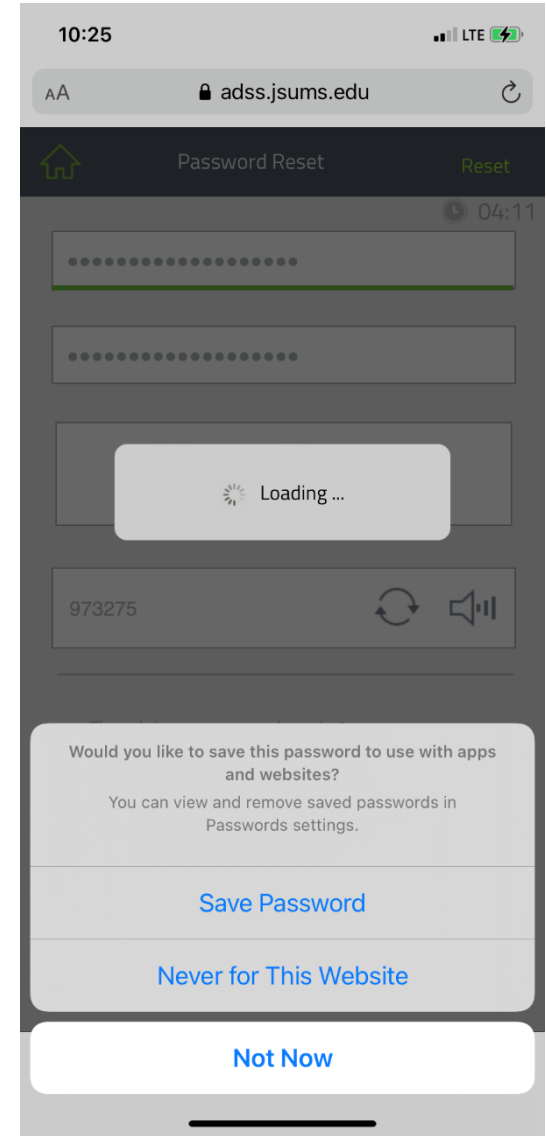 10:25 LTE
AA adss.jsums.edu
Password Reset Reset
04:11
Loading ...
973275
Would you like to save this password to use with apps
and websites?
You can view and remove saved passwords in
Passwords settings.
Save Password
Never for This Website
Not Now